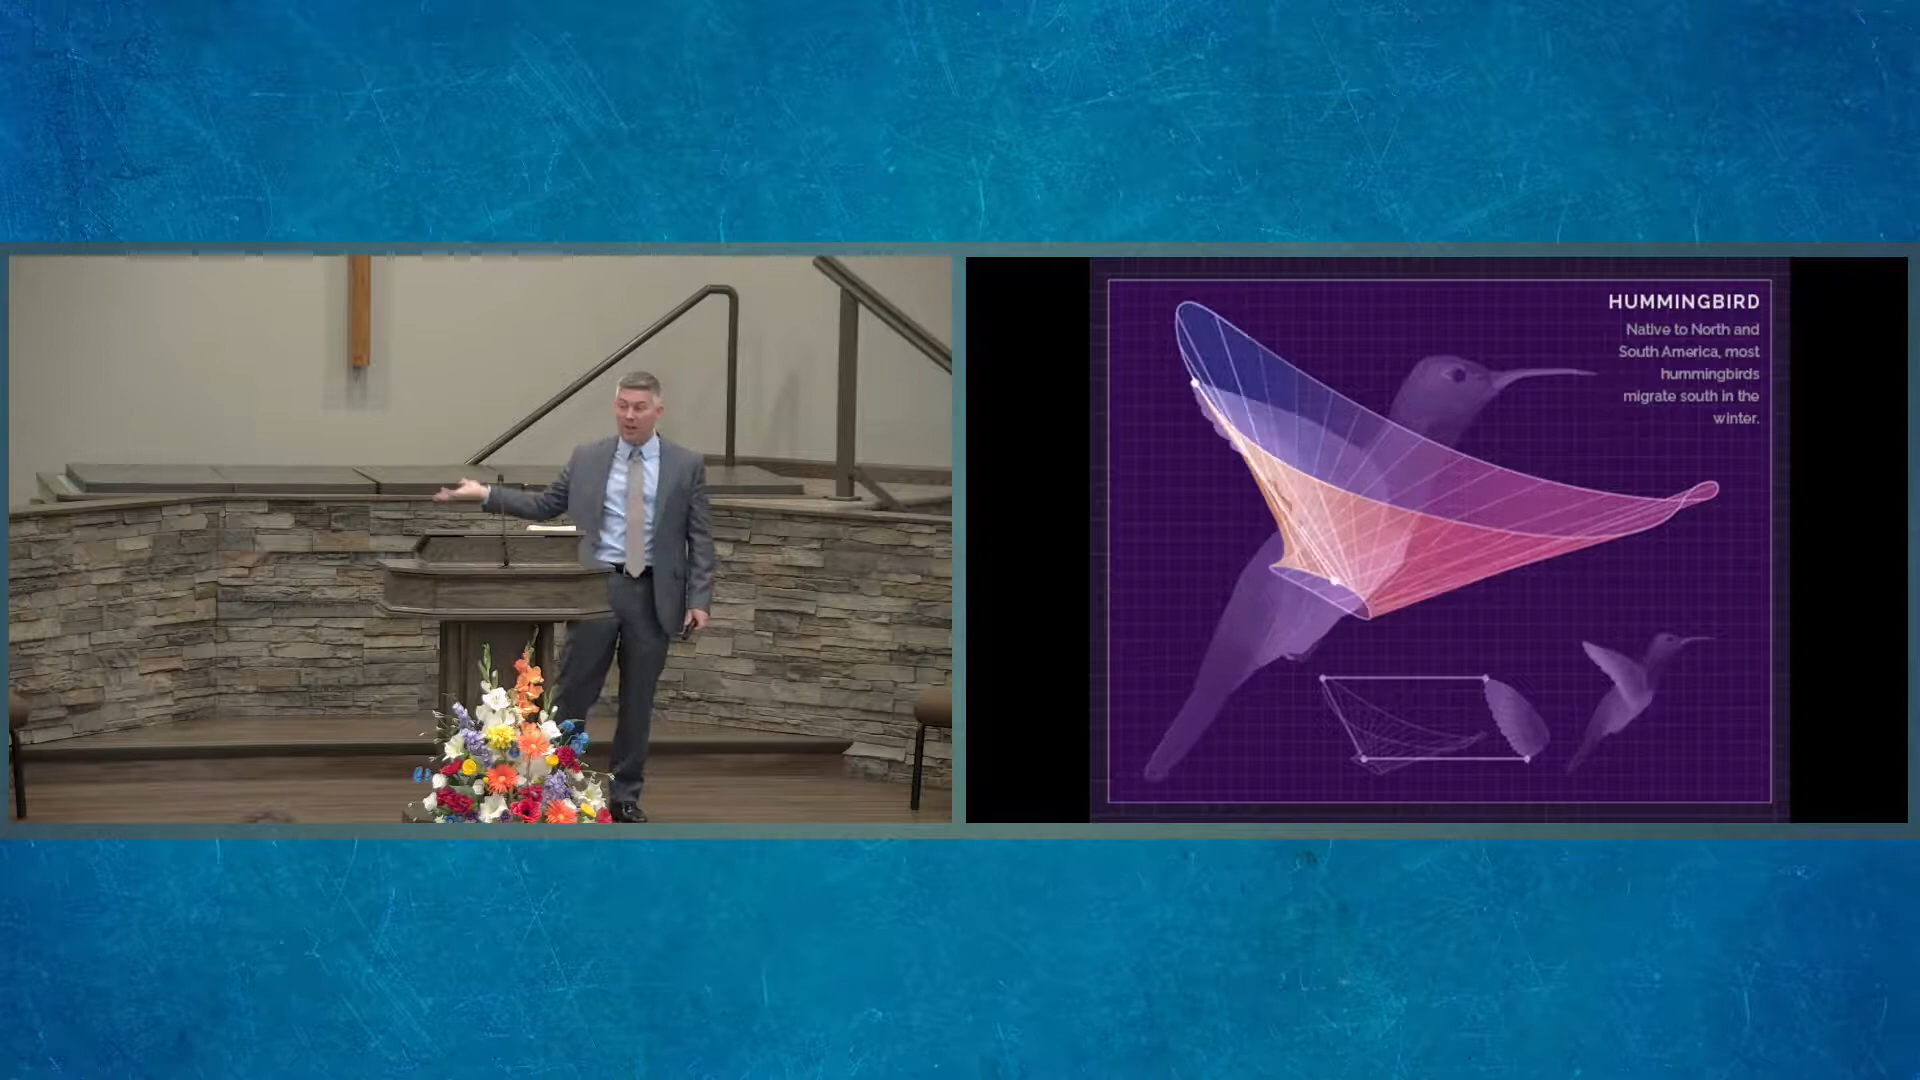 HUMMINGBIRD
Native to North and
South America, most
hummingbirds
migrate south in the
winter.